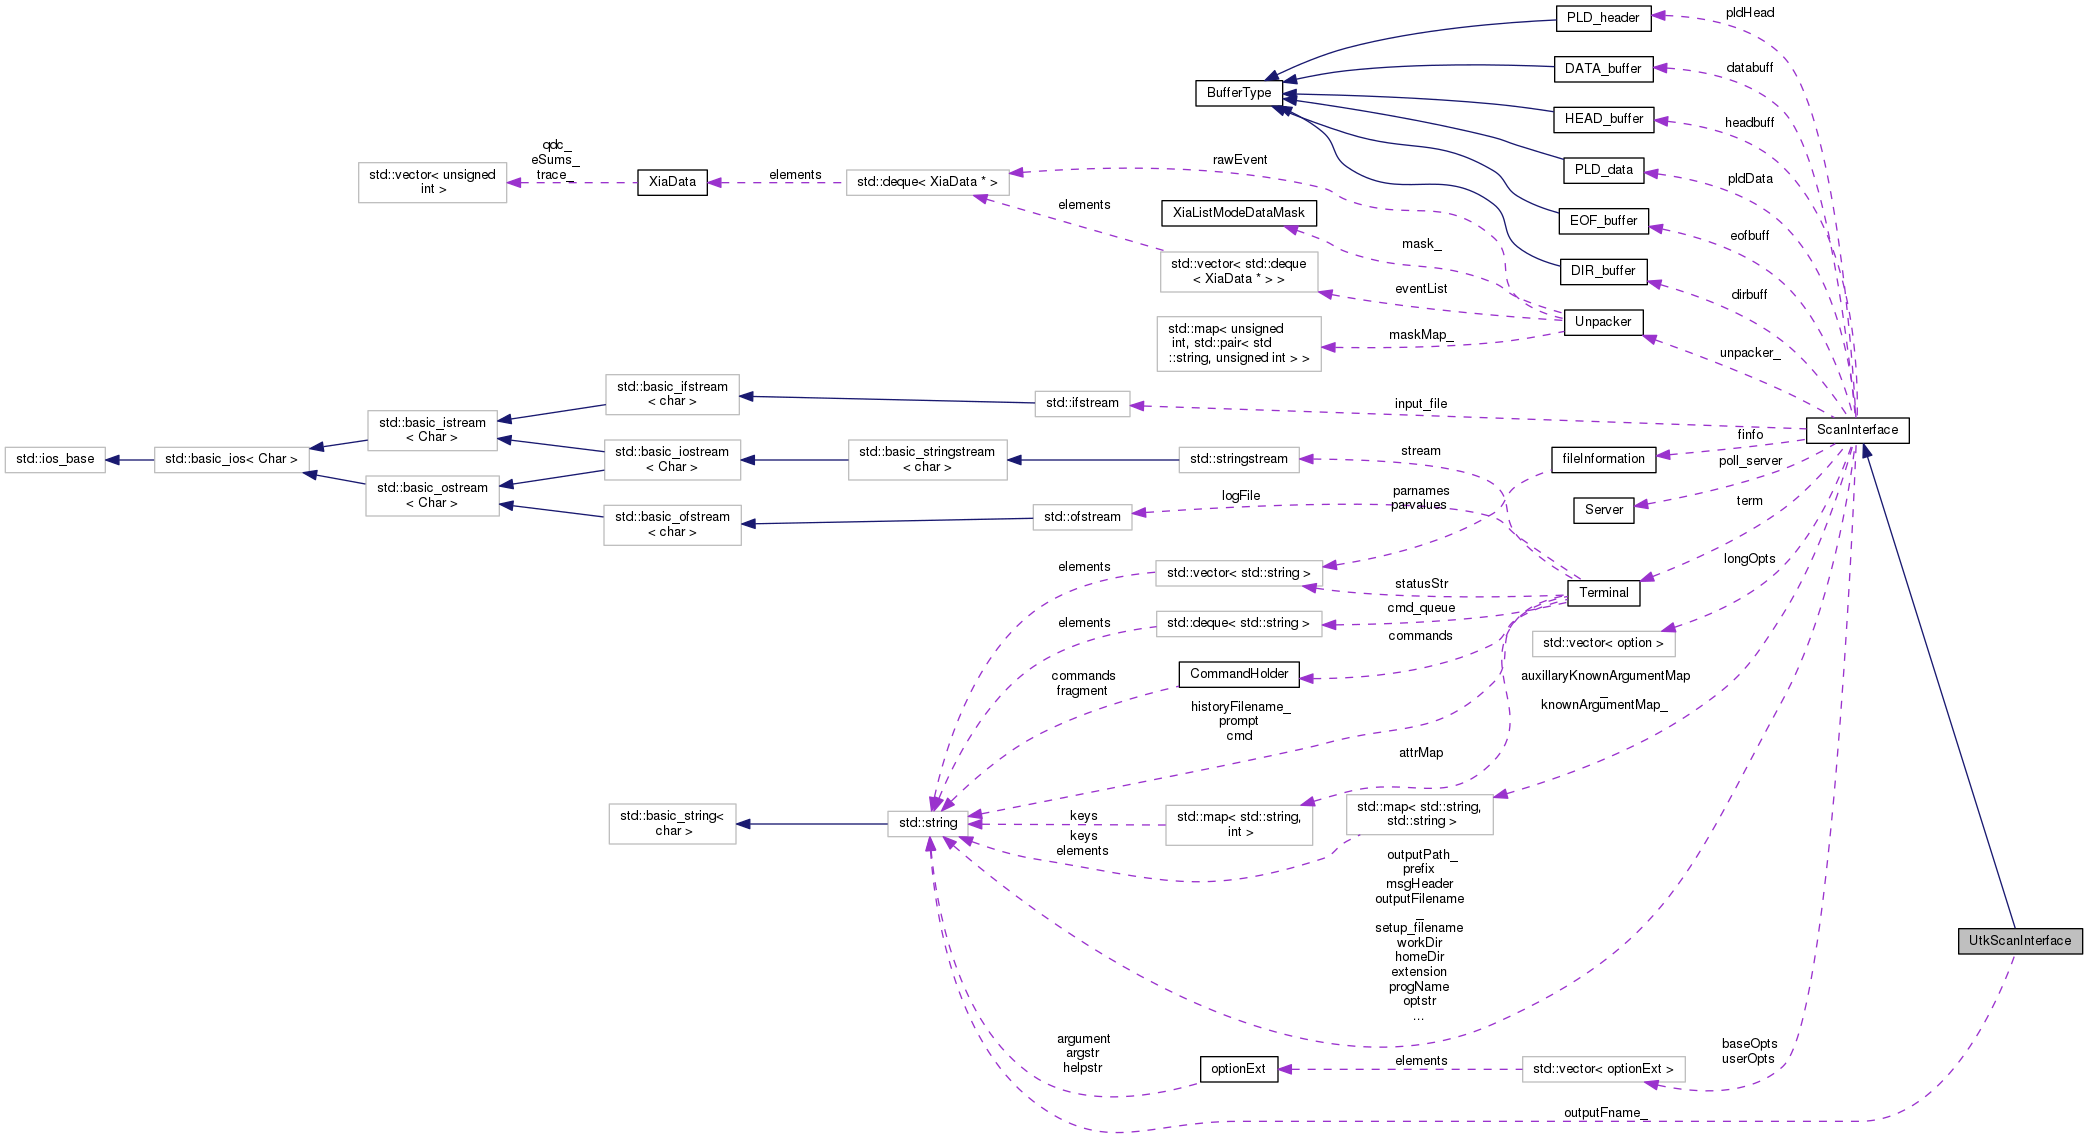 PLD_header
pldHead
DATA_buffer
databuff
BufferType
HEAD_buffer
headbuff
qdc_
eSums_
trace_
std::vector< unsigned
int >
XiaData
elements
std::deque< XiaData * >
rawEvent
PLD_data
pldData
elements
XiaListModeDataMask
EOF_buffer
eofbuff
mask_
std::vector< std::deque
< XiaData * > >
eventList
DIR_buffer
dirbuff
std::map< unsigned
int, std::pair< std
::string, unsigned int > >
maskMap_
Unpacker
unpacker_
std::basic_ifstream
< char >
std::ifstream
input_file
std::basic_istream
< Char >
ScanInterface
std::ios_base
std::basic_ios< Char >
std::basic_iostream
< Char >
std::basic_stringstream
< char >
std::stringstream
stream
fileInformation
finfo
poll_server
std::basic_ostream
< Char >
logFile
parnames
parvalues
Server
term
std::basic_ofstream
< char >
std::ofstream
elements
std::vector< std::string >
statusStr
Terminal
longOpts
elements
std::deque< std::string >
cmd_queue
commands
std::vector< option >
commands
fragment
CommandHolder
auxillaryKnownArgumentMap
_
knownArgumentMap_
historyFilename_
prompt
cmd
attrMap
std::basic_string<
char >
std::string
keys
keys
elements
std::map< std::string,
int >
std::map< std::string,
std::string >
outputPath_
prefix
msgHeader
outputFilename
_
setup_filename
workDir
homeDir
extension
progName
optstr
...
UtkScanInterface
argument
argstr
helpstr
optionExt
elements
std::vector< optionExt >
baseOpts
userOpts
outputFname_